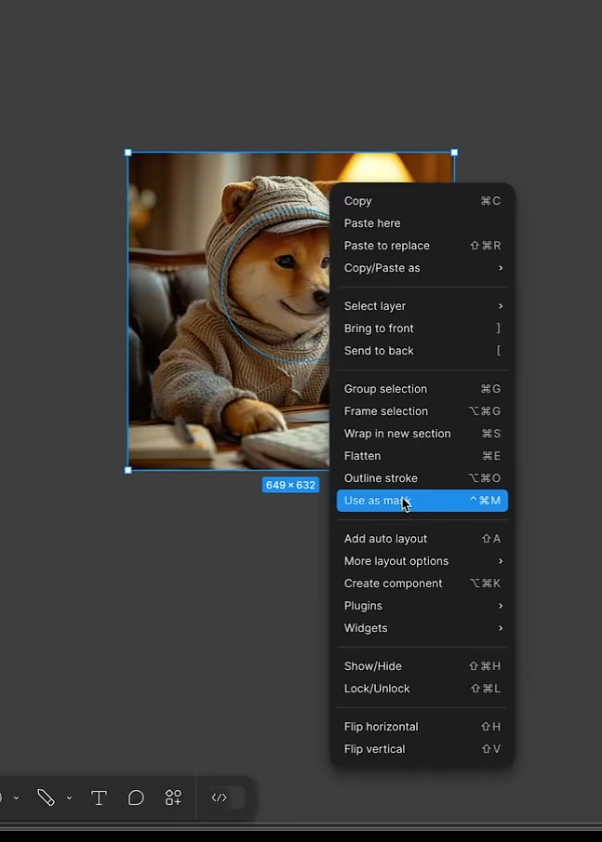 Copy ⌘C
Paste here
Paste to replace ⇧⌘R
Copy/Paste as ›
Select layer ›
Bring to front ]
Send to back [
Group selection ⌘G
Frame selection ⌥⌘G
Wrap in new section ⌘S
Flatten ⌘E
Outline stroke ⌥⌘O
Use as mask ^⌘M
Add auto layout ⇧A
More layout options ›
Create component ⌥⌘K
Plugins ›
Widgets ›
Show/Hide ⇧⌘H
Lock/Unlock ⇧⌘L
Flip horizontal ⇧H
Flip vertical ⇧V
649 × 632